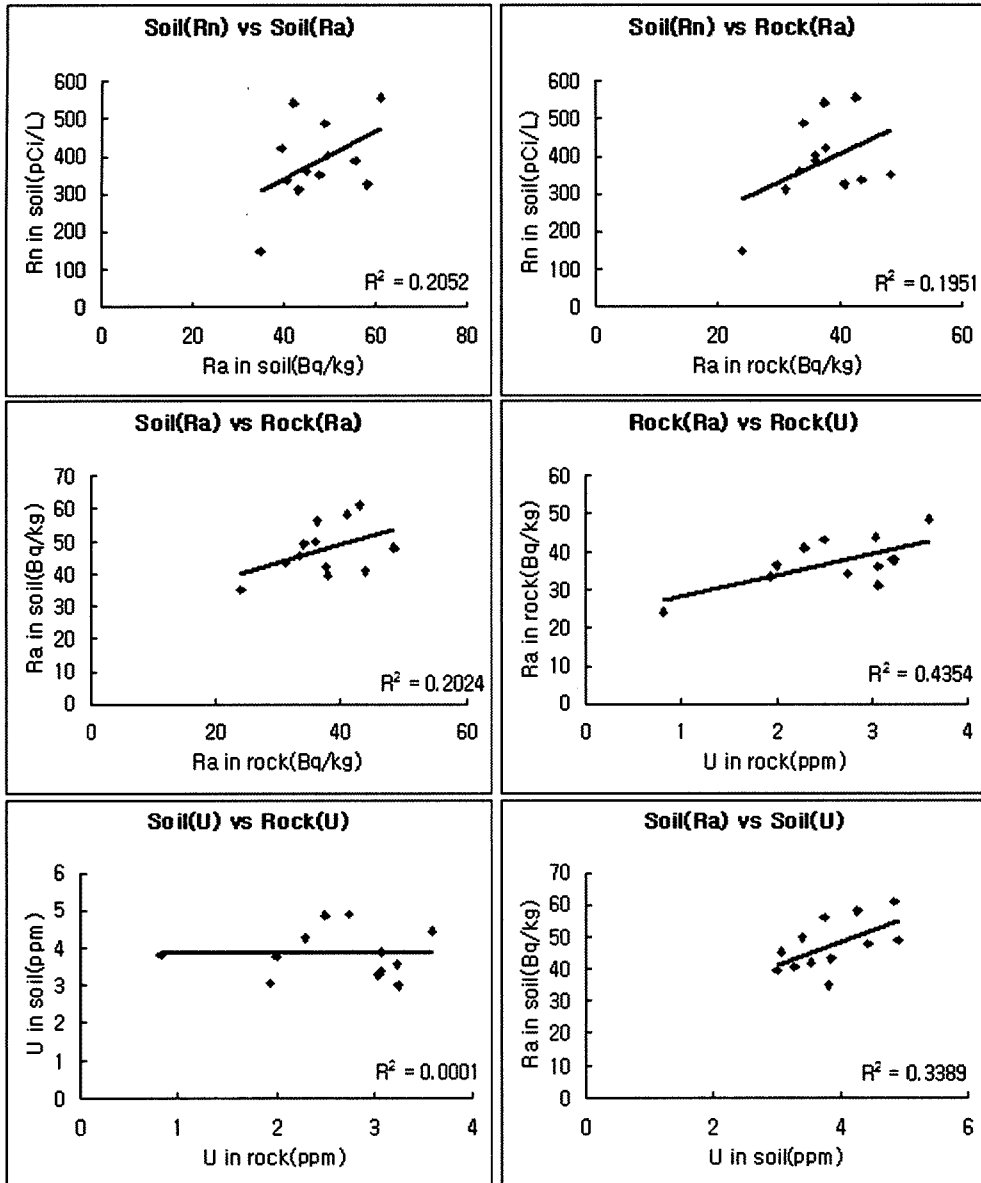 Soil(Rn) vs Soil(Ra)
600
500
400
300
200
100
0
Rn in soil(pCi/L)
R² = 0.2052
0 20 40 60 80
Ra in soil(Bq/kg)
Soil(Rn) vs Rock(Ra)
600
500
400
300
200
100
0
Rn in soil(pCi/L)
R² = 0.1951
0 20 40 60
Ra in rock(Bq/kg)
Soil(Ra) vs Rock(Ra)
70
60
50
40
30
20
10
0
Ra in soil(Bq/kg)
R² = 0.2024
0 20 40 60
Ra in rock(Bq/kg)
Rock(Ra) vs Rock(U)
60
50
40
30
20
10
0
Ra in rock(Bq/kg)
R² = 0.4354
0 1 2 3 4
U in rock(ppm)
Soil(U) vs Rock(U)
6
5
4
3
2
1
0
U in soil(ppm)
R² = 0.0001
0 1 2 3 4
U in rock(ppm)
Soil(Ra) vs Soil(U)
70
60
50
40
30
20
10
0
Ra in soil(Bq/kg)
R² = 0.3389
0 2 4 6
U in soil(ppm)